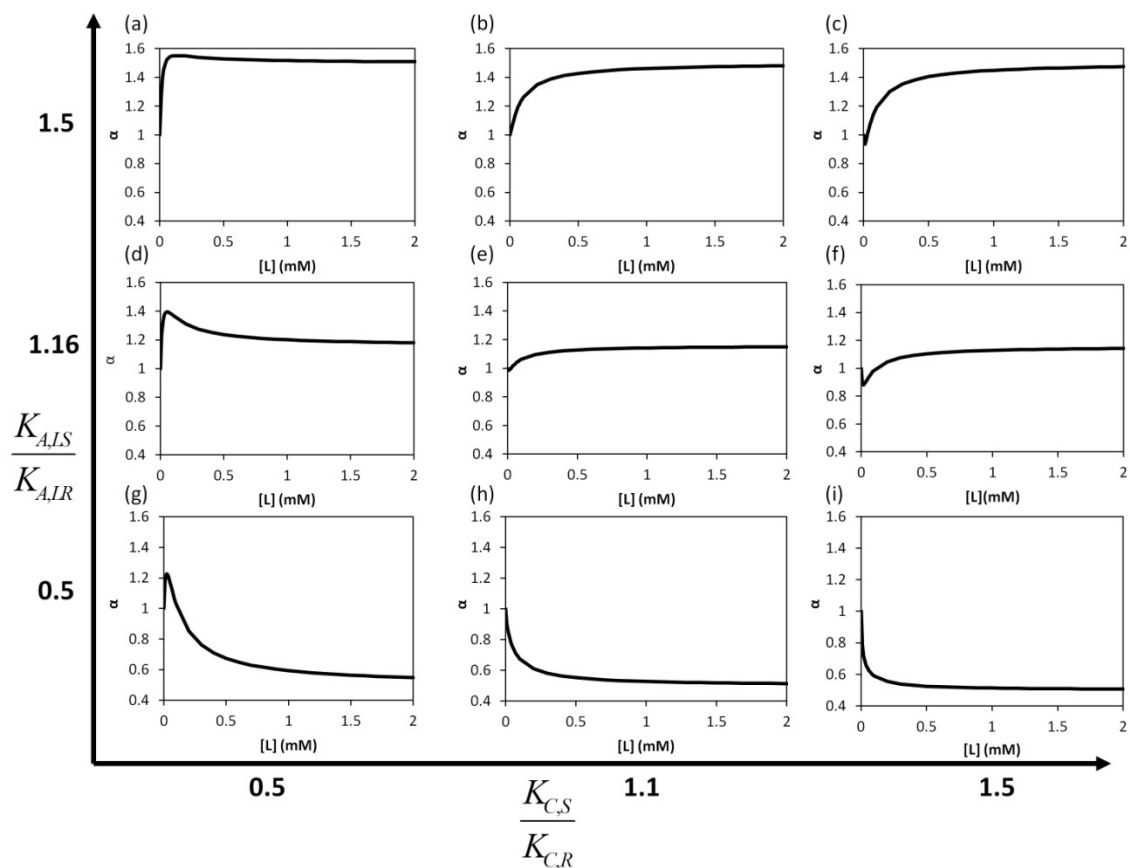 (a) (b) (c)
1.6 1.6 1.6
1.4 1.4 1.4
1.2 1.2 1.2
1.5 α 1 α 1 α 1
0.8 0.8 0.8
0.6 0.6 0.6
0.4 0.4 0.4
0 0.5 1 1.5 2 0 0.5 1 1.5 2 0 0.5 1 1.5 2
[L] (mM) [L] (mM) [L] (mM)
(d) (e) (f)
1.6 1.6 1.6
1.4 1.4 1.4
1.2 1.2 1.2
1.16 α 1 α 1 α 1
0.8 0.8 0.8
0.6 0.6 0.6
0.4 0.4 0.4
0 0.5 1 1.5 2 0 0.5 1 1.5 2 0 0.5 1 1.5 2
[L] (mM) [L] (mM) [L](mM)
K_{A,LS}
K_{A,LR}
(g) (h) (i)
1.6 1.6 1.6
1.4 1.4 1.4
1.2 1.2 1.2
0.5 α 1 α 1 α 1
0.8 0.8 0.8
0.6 0.6 0.6
0.4 0.4 0.4
0 0.5 1 1.5 2 0 0.5 1 1.5 2 0 0.5 1 1.5 2
[L] (mM) [L] (mM) [L] (mM)
0.5 1.1 1.5
K_{C,S}
K_{C,R}